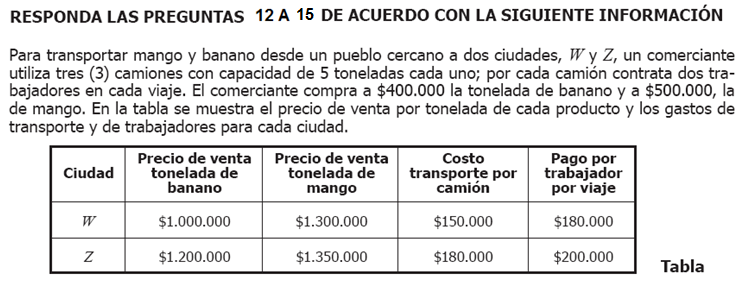 RESPONDA LAS PREGUNTAS 12 A 15 DE ACUERDO CON LA SIGUIENTE INFORMACIÓN
Para transportar mango y banano desde un pueblo cercano a dos ciudades, W y Z, un comerciante
utiliza tres (3) camiones con capacidad de 5 toneladas cada uno; por cada camión contrata dos tra-
bajadores en cada viaje. El comerciante compra a $400.000 la tonelada de banano y a $500.000, la
de mango. En la tabla se muestra el precio de venta por tonelada de cada producto y los gastos de
transporte y de trabajadores para cada ciudad.
Ciudad Precio de venta tonelada de banano Precio de venta tonelada de mango Costo transporte por camión Pago por trabajador por viaje
W $1.000.000 $1.300.000 $150.000 $180.000
Z $1.200.000 $1.350.000 $180.000 $200.000
Tabla